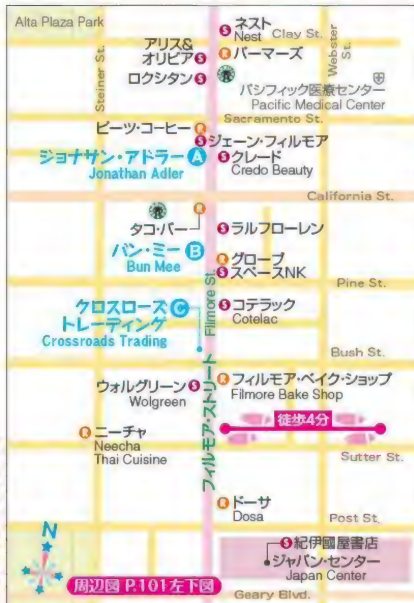 Alta Plaza Park
ネスト
Nest
Clay St.
アリス&
オリビア S
R パーマーズ
ロクシタン S
Steiner St.
Webster St.
パシフィック医療センター
Pacific Medical Center
Sacramento St.
ピーツ・コーヒー R
S ジェーン・フィルモア
ジョナサン・アドラー A
Jonathan Adler
S クレード
Credo Beauty
California St.
R
タコ・バー
S ラルフローレン
バン・ミー B
Bun Mee
R グローブ
S スペースNK
Pine St.
Filmore St.
クロスローズ C
トレーディング
Crossroads Trading
S コテラック
Cotelac
Bush St.
フィルモア・ストリート
ウォルグリーン S
Wolgreen
R フィルモア・ベイク・ショップ
Filmore Bake Shop
徒歩4分
R ニーチャ
Neecha
Thai Cuisine
Sutter St.
R ドーサ
Dosa
Post St.
N
S 紀伊國屋書店
ジャパン・センター
Japan Center
周辺図 P.101左下図
Geary Blvd.